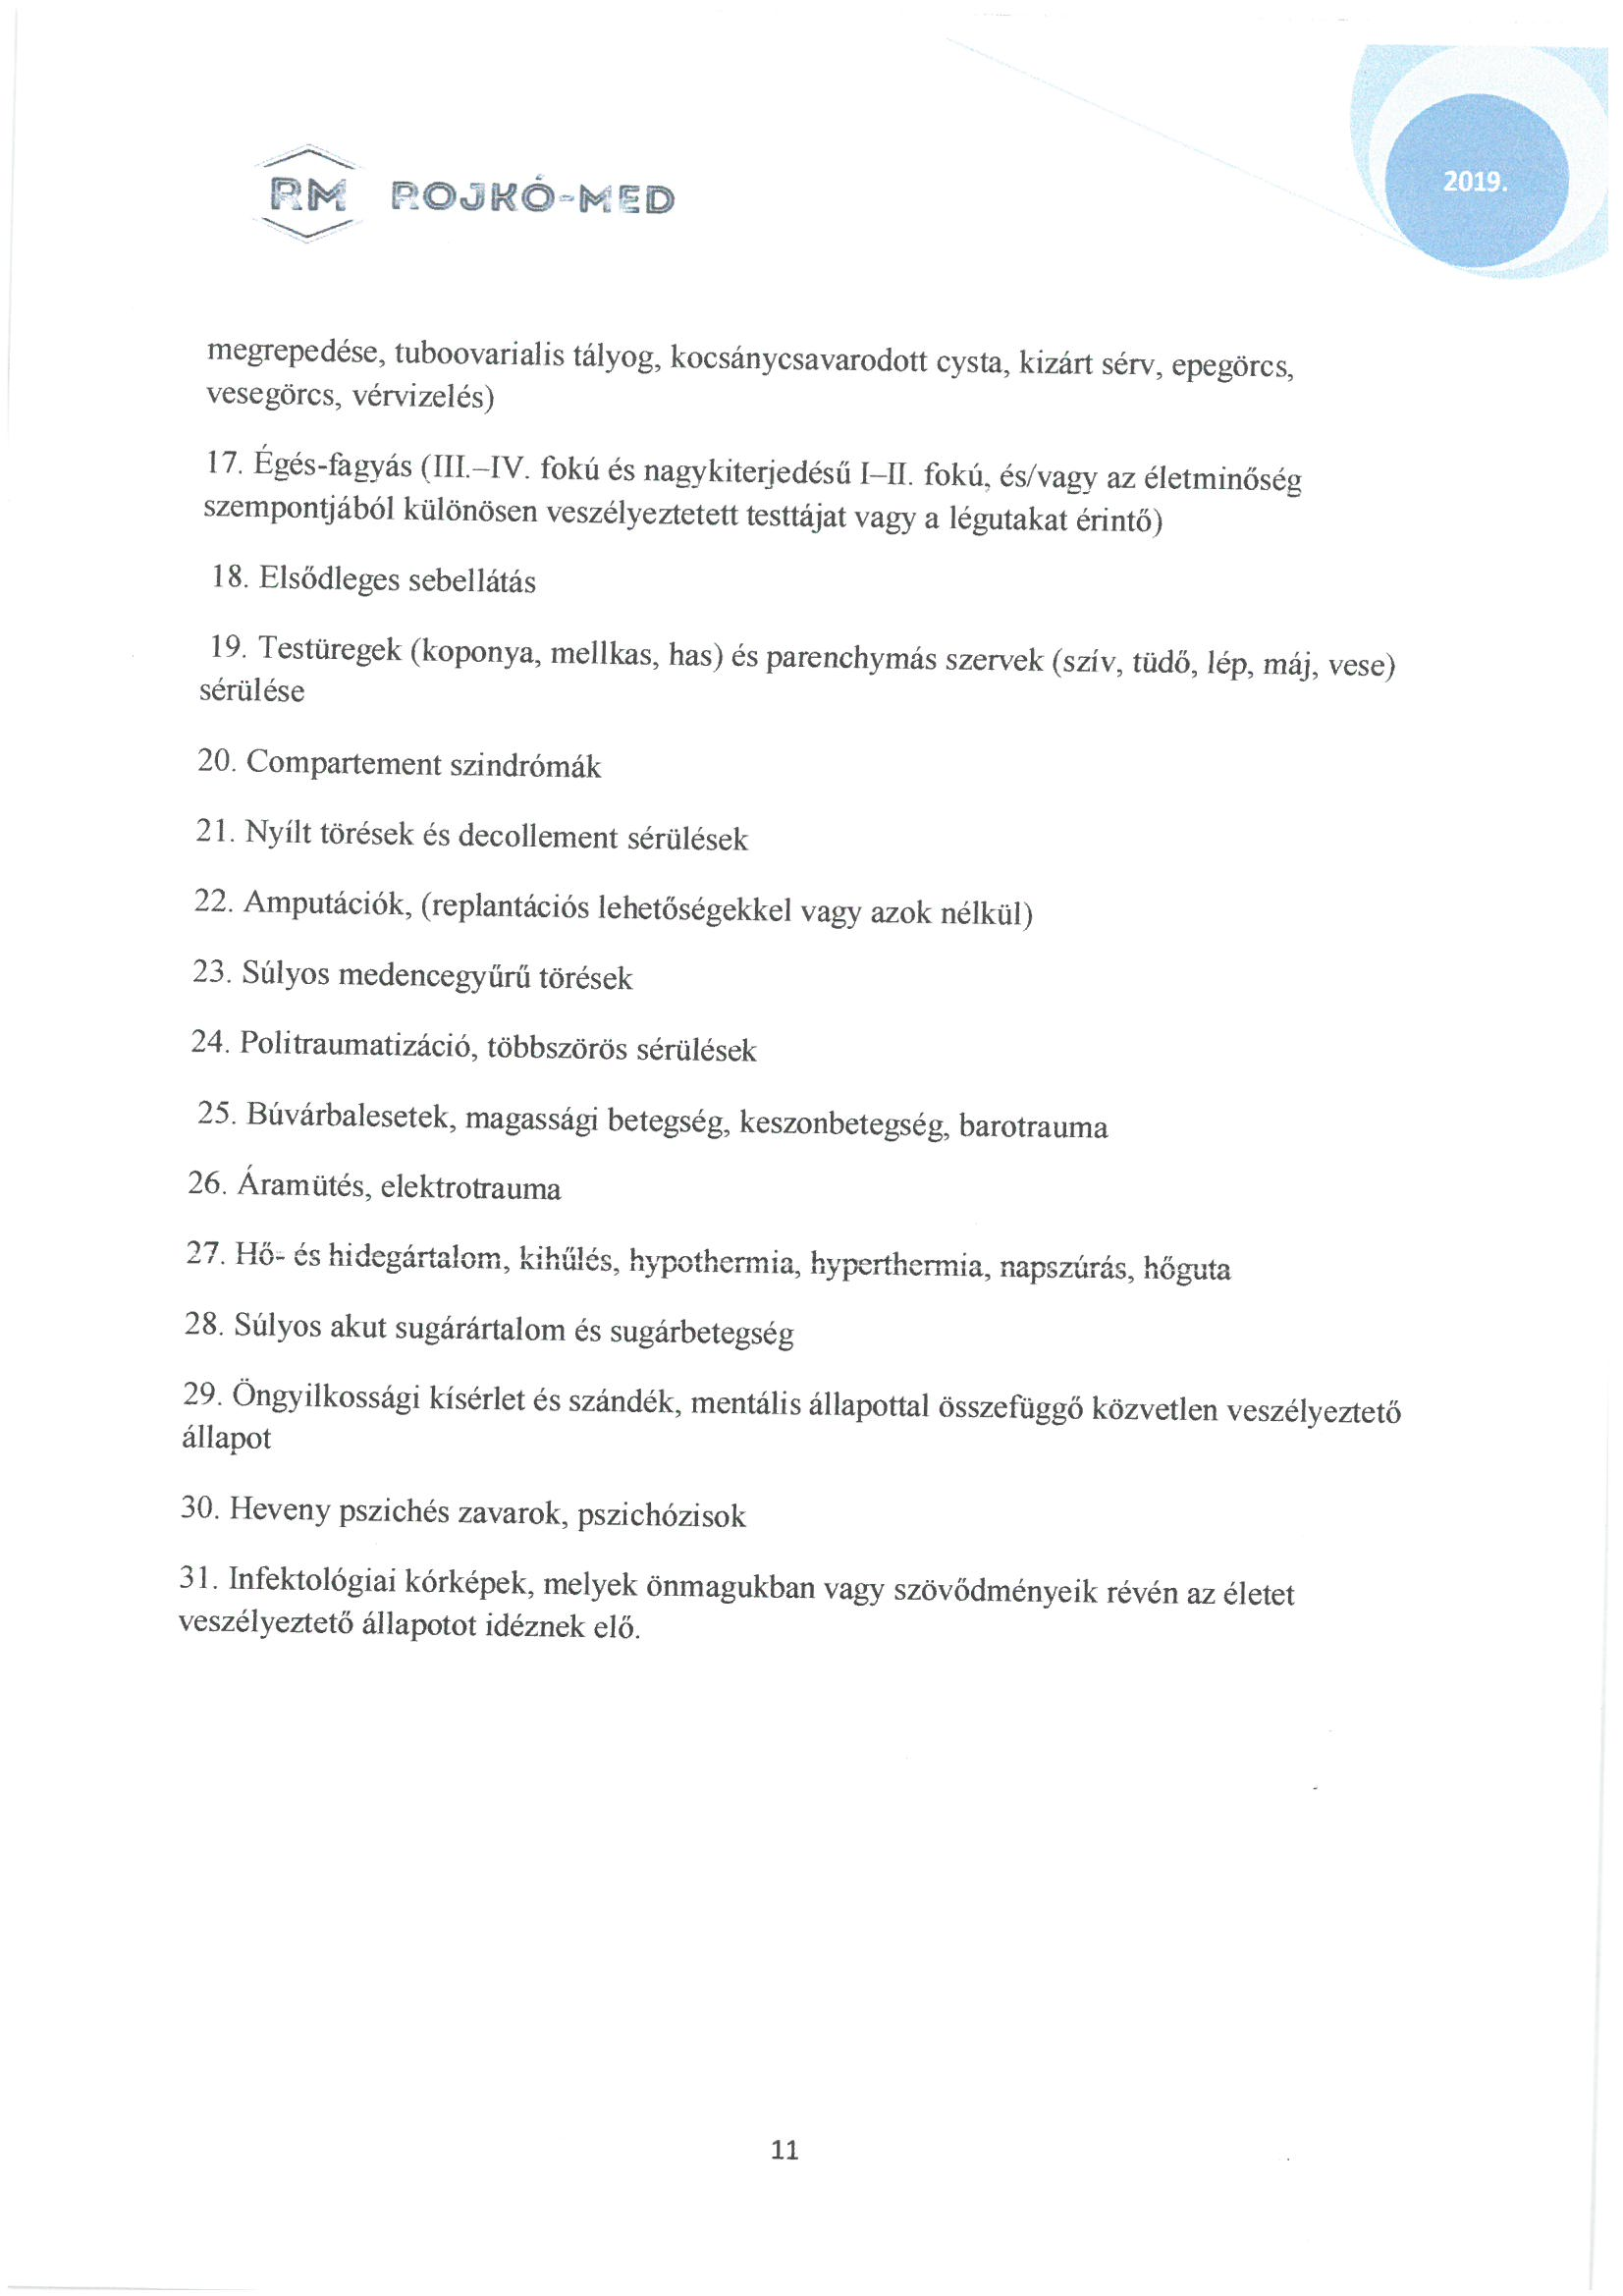 2019.
RM ROJKÓ-MED
megrepedése, tuboovarialis tályog, kocsánycsavarodott cysta, kizárt sérv, epegörcs,
vesegörcs, vérvizelés)
17. Égés-fagyás (III.–IV. fokú és nagykiterjedésű I–II. fokú, és/vagy az életminőség
szempontjából különösen veszélyeztetett testtájat vagy a légutakat érintő)
18. Elsődleges sebellátás
19. Testüregek (koponya, mellkas, has) és parenchymás szervek (szív, tüdő, lép, máj, vese)
sérülése
20. Compartement szindrómák
21. Nyílt törések és decollement sérülések
22. Amputációk, (replantációs lehetőségekkel vagy azok nélkül)
23. Súlyos medencegyűrű törések
24. Politraumatizáció, többszörös sérülések
25. Búvárbalesetek, magassági betegség, keszonbetegség, barotrauma
26. Áramütés, elektrotrauma
27. Hő- és hidegártalom, kihűlés, hypothermia, hyperthermia, napszúrás, hőguta
28. Súlyos akut sugárártalom és sugárbetegség
29. Öngyilkossági kísérlet és szándék, mentális állapottal összefüggő közvetlen veszélyeztető
állapot
30. Heveny pszichés zavarok, pszichózisok
31. Infektológiai kórképek, melyek önmagukban vagy szövődményeik révén az életet
veszélyeztető állapotot idéznek elő.
11